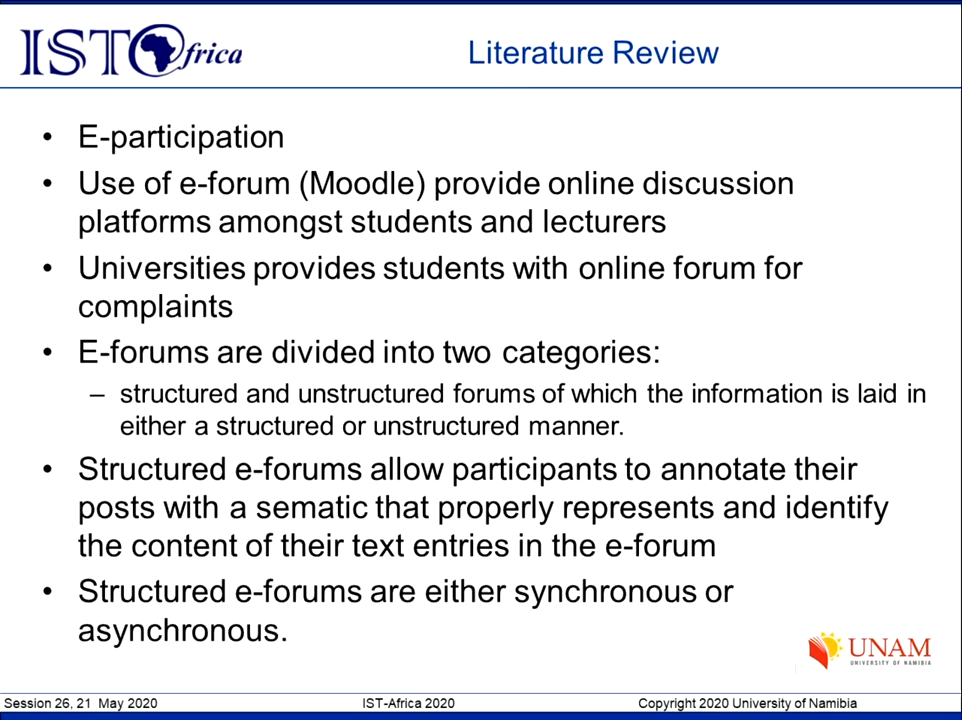 IST Africa
Literature Review
• E-participation
• Use of e-forum (Moodle) provide online discussion
platforms amongst students and lecturers
• Universities provides students with online forum for
complaints
• E-forums are divided into two categories:
– structured and unstructured forums of which the information is laid in
either a structured or unstructured manner.
• Structured e-forums allow participants to annotate their
posts with a sematic that properly represents and identify
the content of their text entries in the e-forum
• Structured e-forums are either synchronous or
asynchronous.
UNAM
UNIVERSITY OF NAMIBIA
Session 26, 21 May 2020 IST-Africa 2020 Copyright 2020 University of Namibia